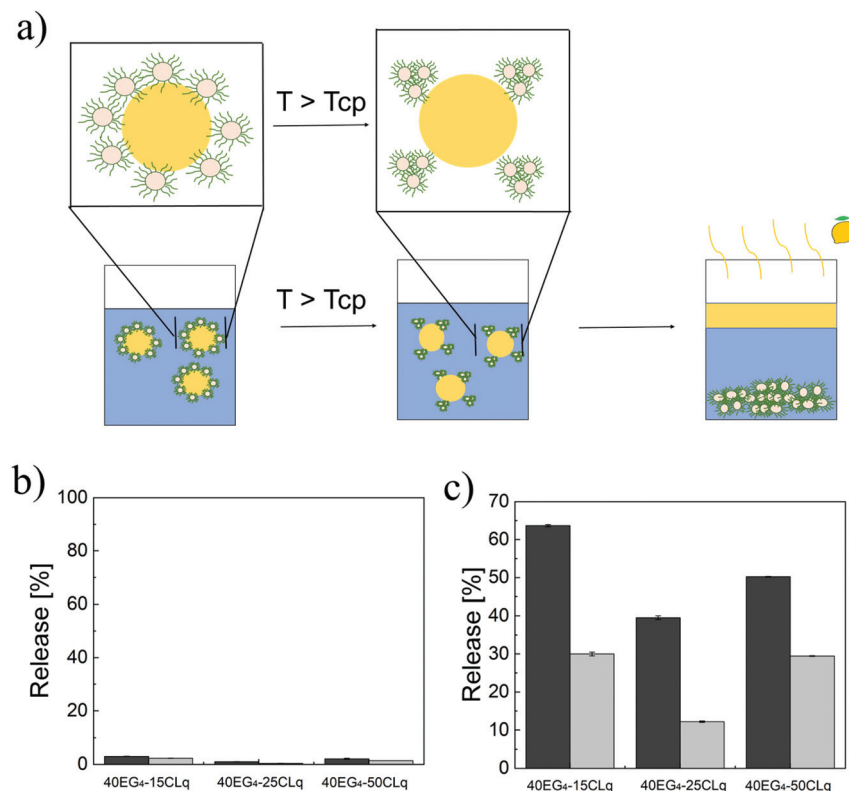 a)
T > Tcp
T > Tcp
b)
100
80
60
40
20
0
Release [%]
40EG₄-15CLq
40EG₄-25CLq
40EG₄-50CLq
c)
70
60
50
40
30
20
10
0
Release [%]
40EG₄-15CLq
40EG₄-25CLq
40EG₄-50CLq